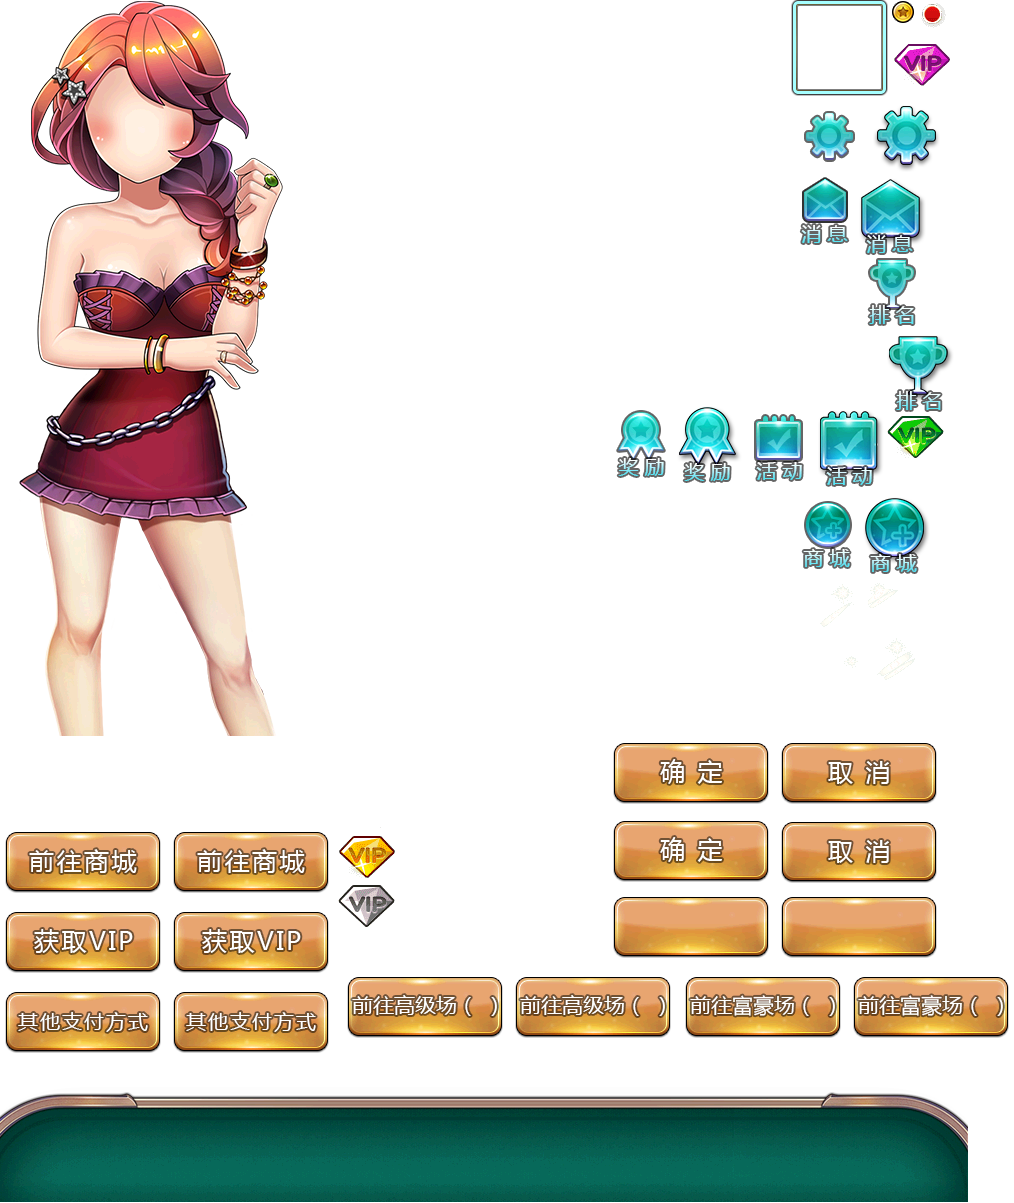 VIP
消息
消息
排名
排名
奖励
奖励
活动
活动
VIP
商城
商城
确定
取消
确定
取消
前往商城
前往商城
VIP
VIP
获取VIP
获取VIP
其他支付方式
其他支付方式
前往高级场( )
前往高级场( )
前往富豪场( )
前往富豪场( )